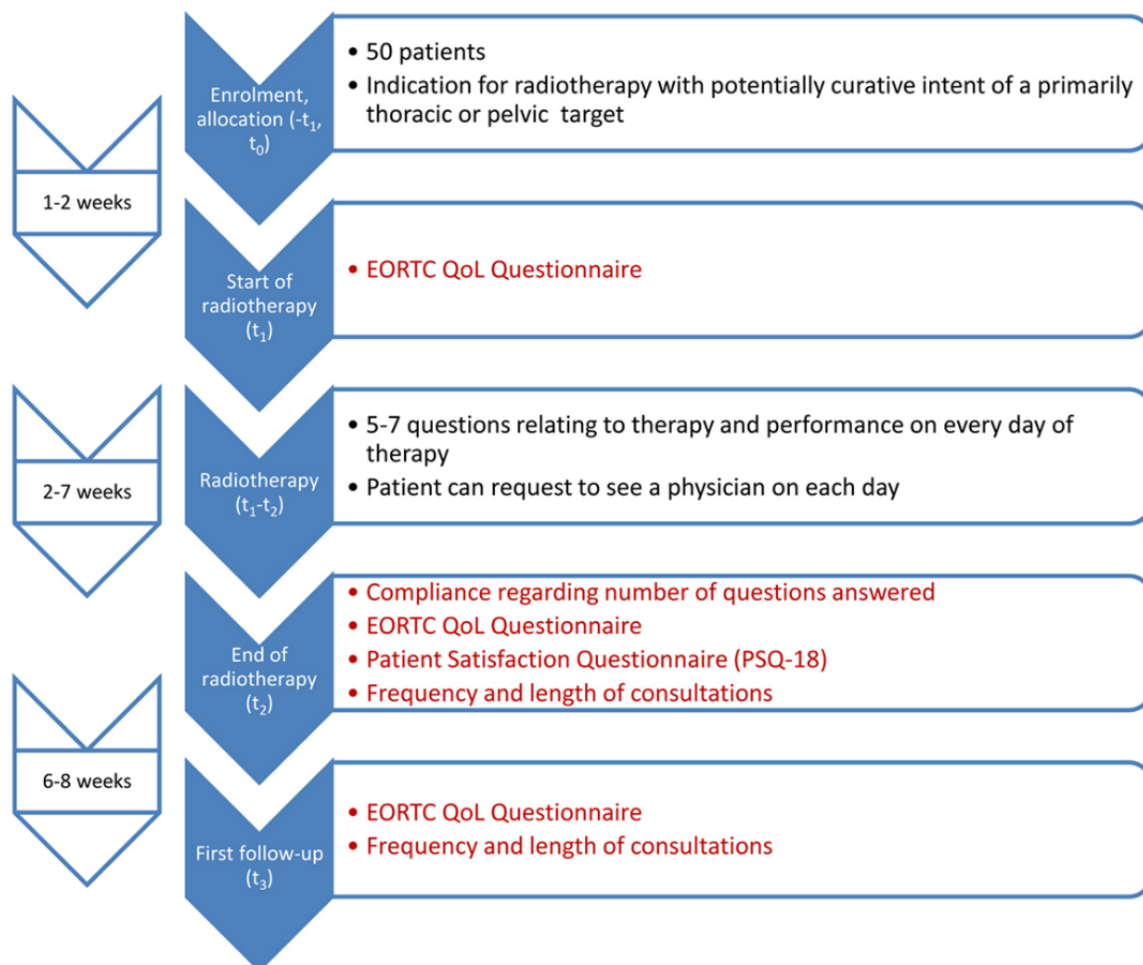 Enrolment,
allocation (-t₁,
t₀)
• 50 patients
• Indication for radiotherapy with potentially curative intent of a primarily
thoracic or pelvic target
1-2 weeks
Start of
radiotherapy
(t₁)
• EORTC QoL Questionnaire
2-7 weeks
Radiotherapy
(t₁-t₂)
• 5-7 questions relating to therapy and performance on every day of
therapy
• Patient can request to see a physician on each day
End of
radiotherapy
(t₂)
• Compliance regarding number of questions answered
• EORTC QoL Questionnaire
• Patient Satisfaction Questionnaire (PSQ-18)
• Frequency and length of consultations
6-8 weeks
First follow-up
(t₃)
• EORTC QoL Questionnaire
• Frequency and length of consultations